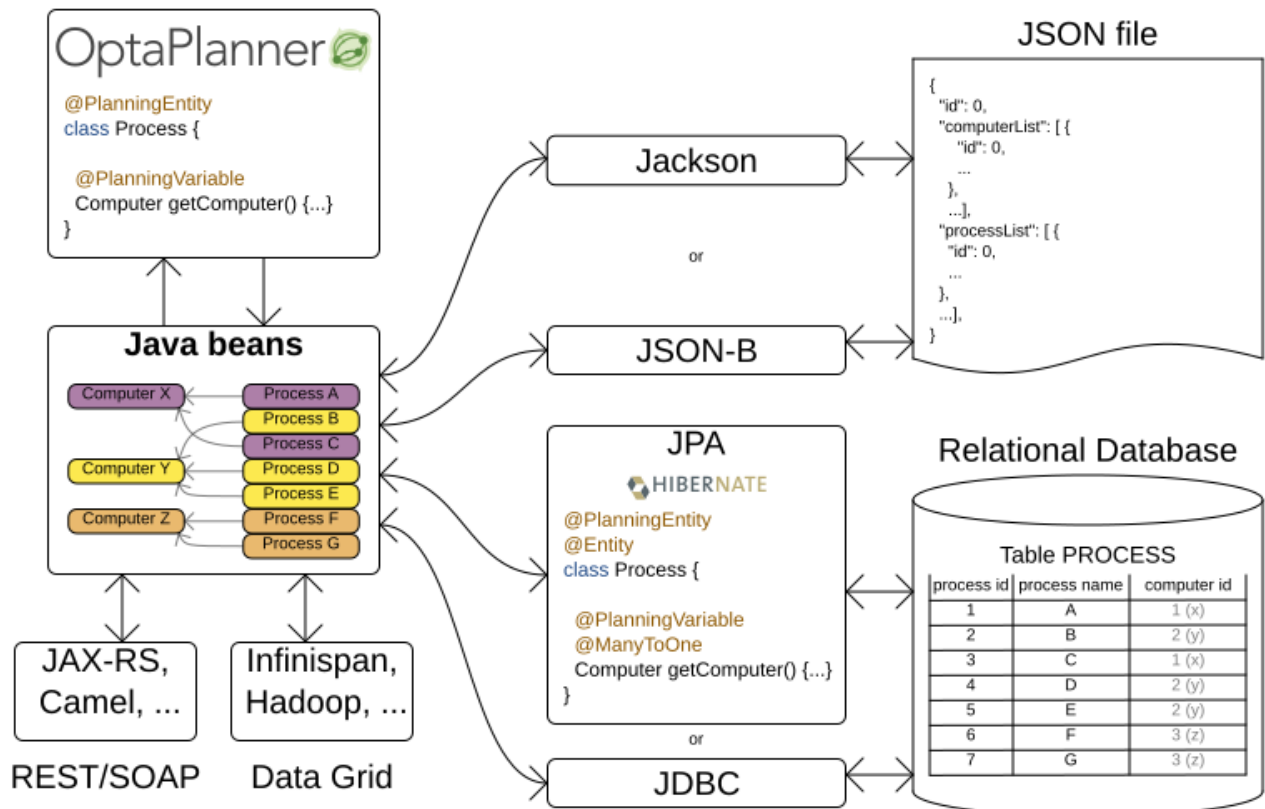 OptaPlanner
@PlanningEntity
class Process {
@PlanningVariable
Computer getComputer() {...}
}
Java beans
Computer X
Computer Y
Computer Z
Process A
Process B
Process C
Process D
Process E
Process F
Process G
JAX-RS,
Camel, ...
REST/SOAP
Infinispan,
Hadoop, ...
Data Grid
Jackson
or
JSON-B
JPA
HIBERNATE
@PlanningEntity
@Entity
class Process {
@PlanningVariable
@ManyToOne
Computer getComputer() {...}
}
or
JDBC
JSON file
{
"id": 0,
"computerList": [ {
"id": 0,
...
},
...],
"processList": [ {
"id": 0,
...
},
...],
}
Relational Database
Table PROCESS
process id process name computer id
1 A 1 (x)
2 B 2 (y)
3 C 1 (x)
4 D 2 (y)
5 E 2 (y)
6 F 3 (z)
7 G 3 (z)